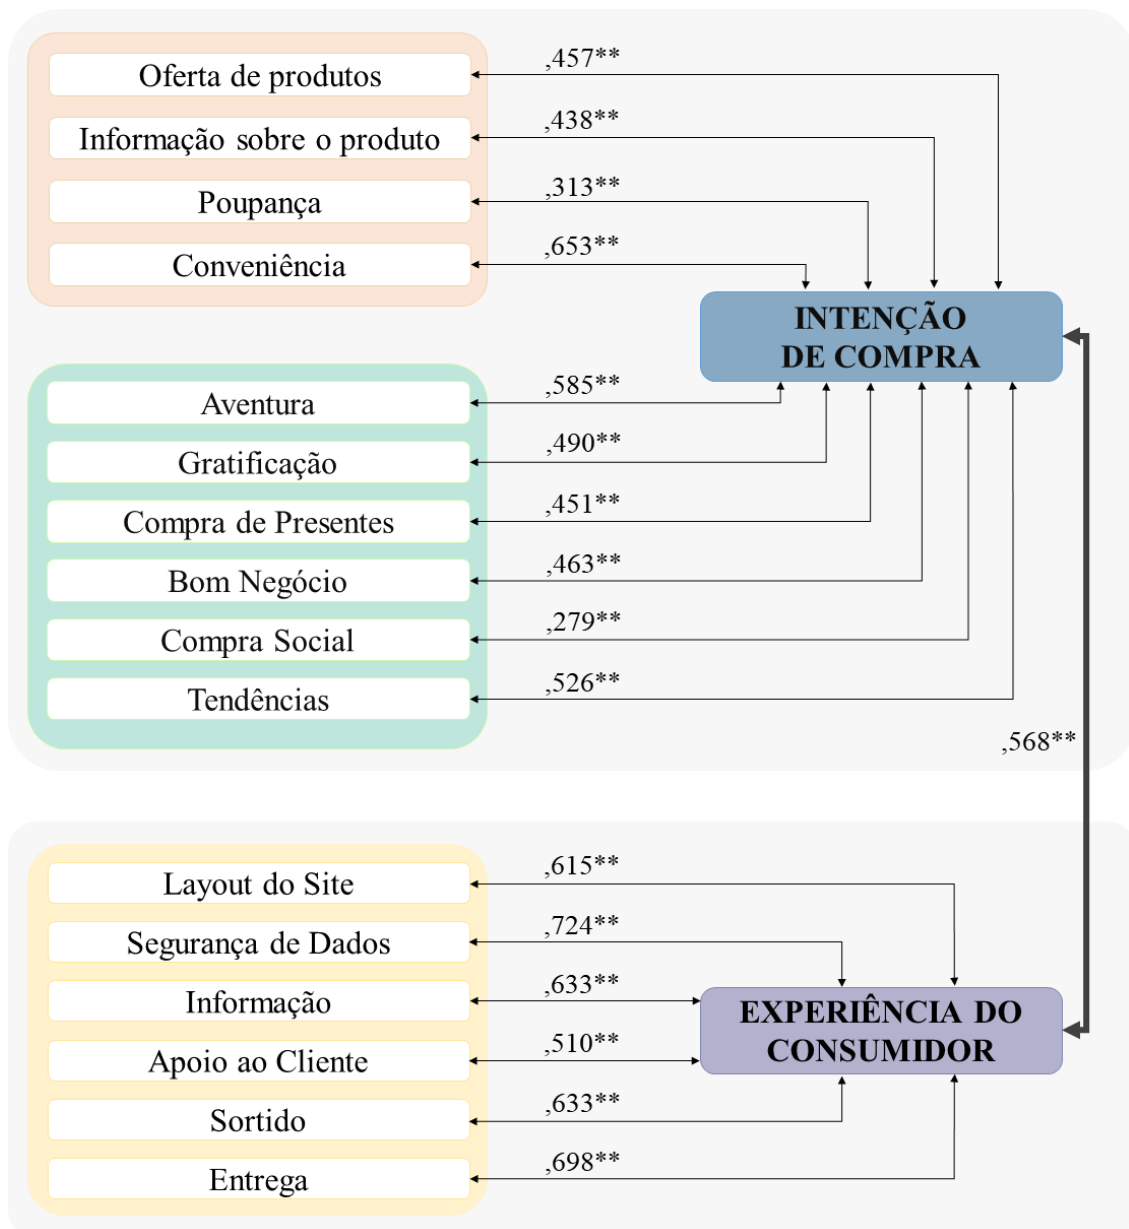 Oferta de produtos
,457**
Informação sobre o produto
,438**
Poupança
,313**
Conveniência
,653**
INTENÇÃO
DE COMPRA
Aventura
,585**
Gratificação
,490**
Compra de Presentes
,451**
Bom Negócio
,463**
Compra Social
,279**
Tendências
,526**
,568**
Layout do Site
,615**
Segurança de Dados
,724**
Informação
,633**
Apoio ao Cliente
,510**
EXPERIÊNCIA DO
CONSUMIDOR
Sortido
,633**
Entrega
,698**